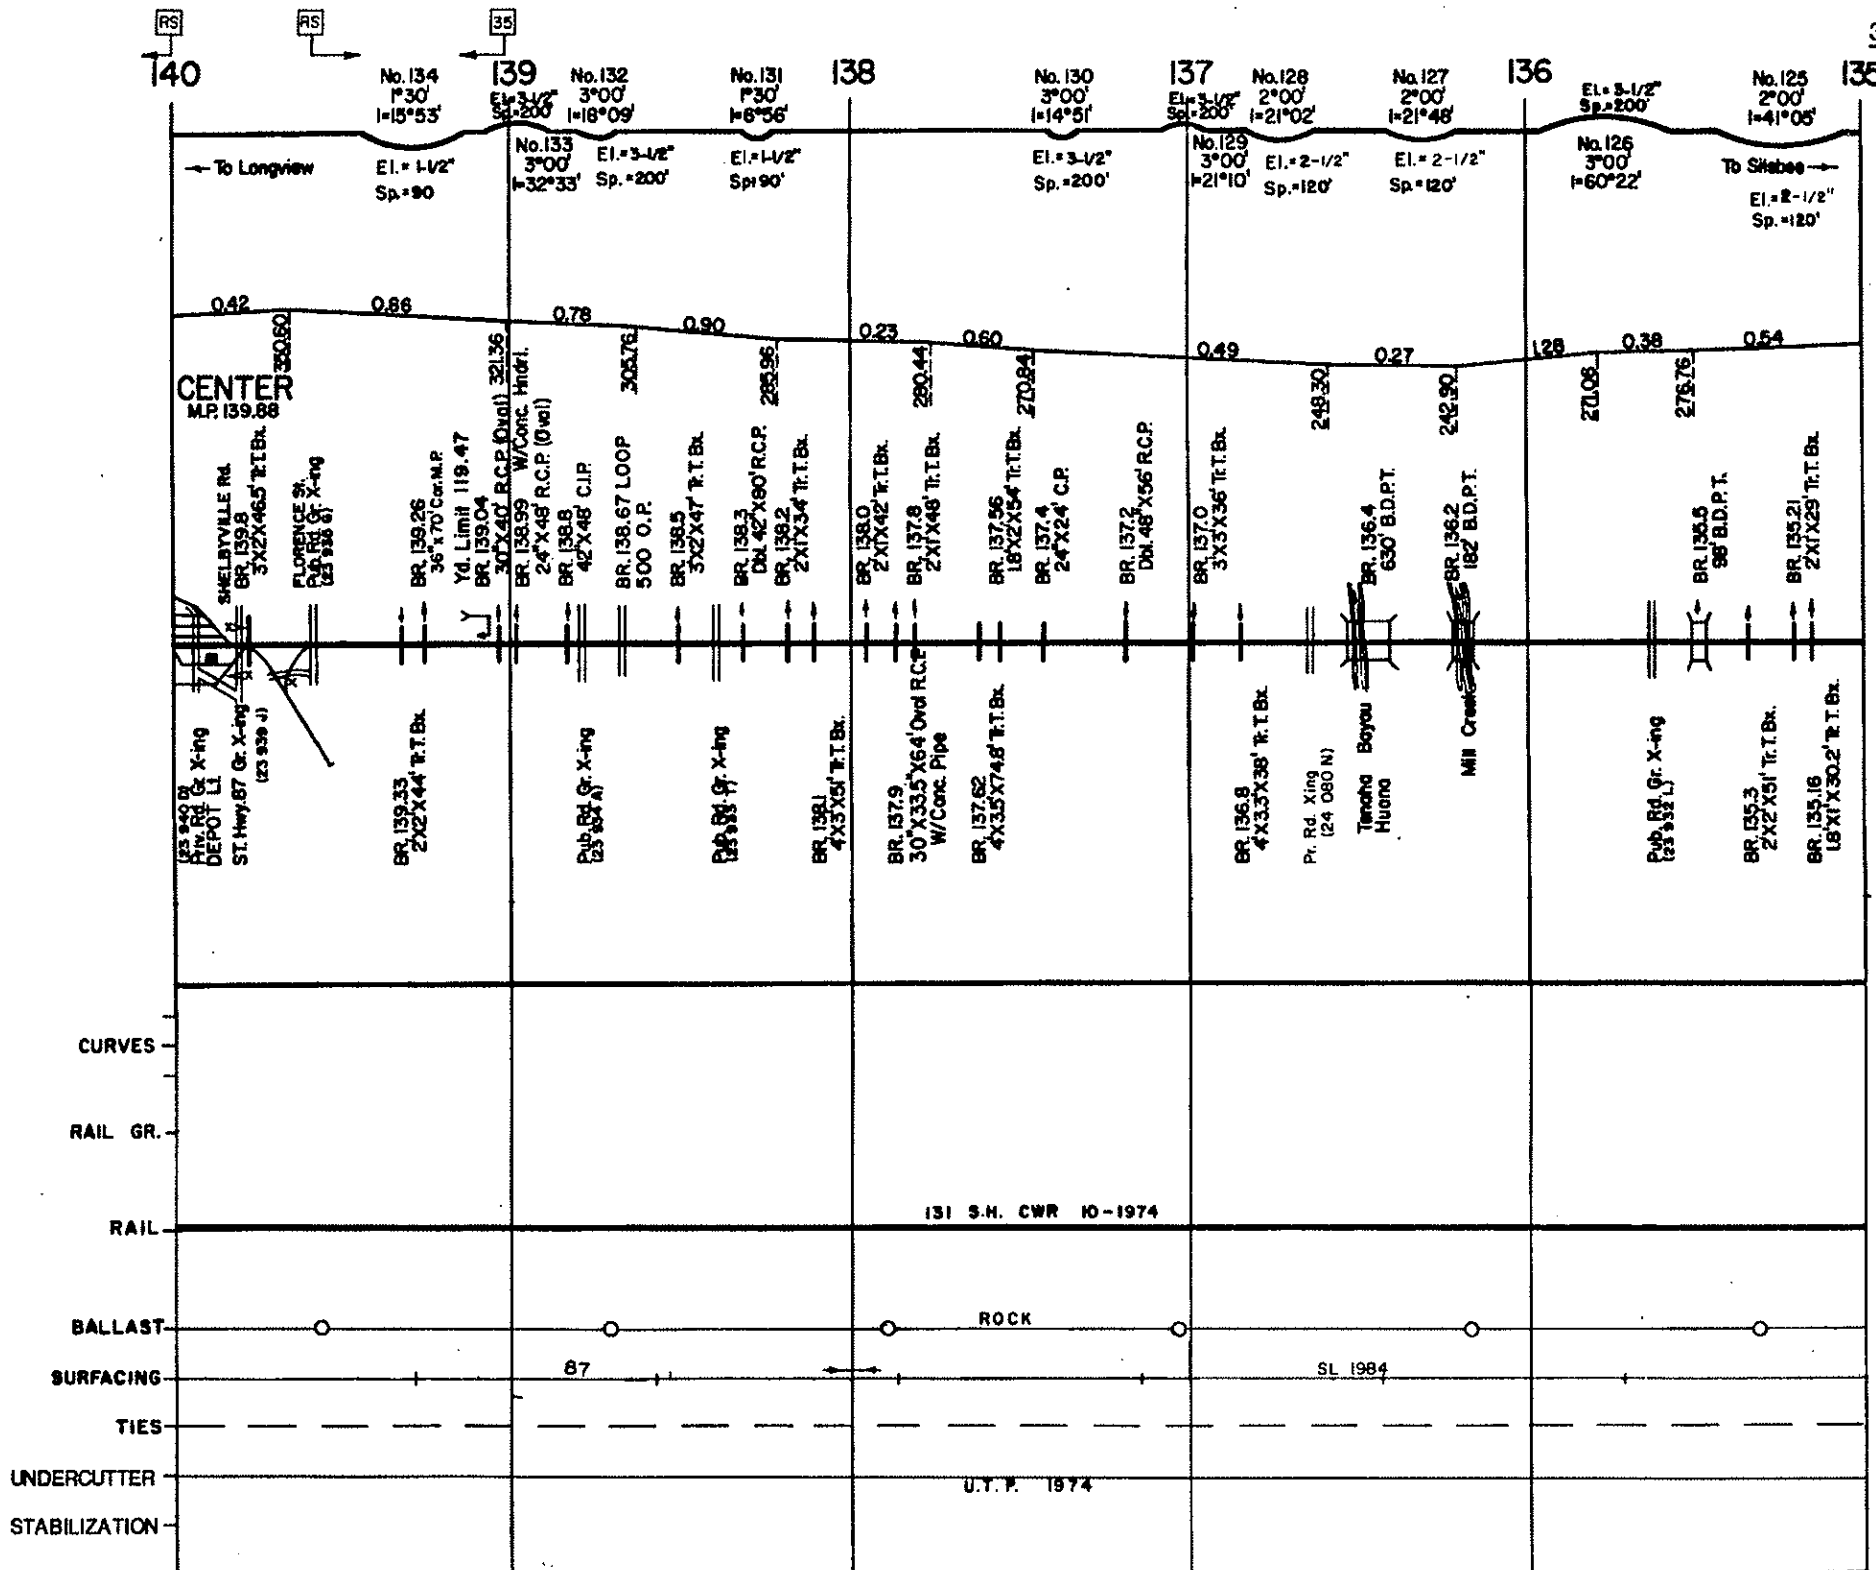 RS
RS
35
140
139
138
137
136
135
No.134
1°30'
I=15°53'
El.= 1-1/2"
Sp.=90
El.=3-1/2"
Sp.=200'
No.133
3°00'
I=32°33'
No.132
3°00'
I=18°09'
El.=3-1/2"
Sp.=200'
No.131
1°30'
I=6°56'
El.=1-1/2"
Sp=90'
No.130
3°00'
I=14°51'
El.=3-1/2"
Sp.=200'
El.=3-1/2"
Sp.=200'
No.129
3°00'
I=21°10'
No.128
2°00'
I=21°02'
El.=2-1/2"
Sp.=120'
No.127
2°00'
I=21°48'
El.=2-1/2"
Sp.=120'
El.=3-1/2"
Sp.=200'
No.126
3°00'
I=60°22'
No.125
2°00'
I=41°05'
To Silsbee
El.=2-1/2"
Sp.=120'
To Longview
0.42
0.86
0.78
0.90
0.23
0.60
0.49
0.27
1.28
0.38
0.54
330.60
321.36
305.76
285.96
280.44
270.84
248.30
242.90
271.06
276.76
CENTER
M.P. 139.88
SHELBYVILLE Rd.
BR. 139.8
3'X2'X46.5' Tr.T. Bx.
FLORENCE St.
Pub. Rd. Gr. X-ing
(23 938 G)
BR. 139.26
36" x 70' Cor.M.P.
Yd. Limit 119.47
BR. 139.04
30"X40' R.C.P. (Oval)
BR. 138.99 W/Conc. Hndrl.
24"X48' R.C.P. (Oval)
BR. 138.8
42"X48' C.I.P.
BR. 138.67 LOOP
500 O.P.
BR. 138.5
3'X2'X47' Tr.T. Bx.
BR. 138.3
Dbl. 42"X80' R.C.P.
BR. 138.2
2'X1'X34' Tr.T. Bx.
BR. 138.0
2'X1'X42' Tr.T. Bx.
BR. 137.8
2'X1'X48' Tr.T. Bx.
BR. 137.56
1.8'X2'X54' Tr.T. Bx.
BR. 137.4
24"X24' C.P.
BR. 137.2
Dbl. 48"X56' R.C.P.
BR. 137.0
3'X3'X36' Tr.T. Bx.
BR. 136.4
630' B.D.P.T.
BR. 136.2
182' B.D.P.T.
BR. 135.5
98' B.D.P.T.
BR. 135.21
2'X1'X29' Tr.T. Bx.
(23 940 D)
Priv. Rd. Gr. X-ing
DEPOT L1
ST. Hwy. 87 Gr. X-ing
(23 939 J)
BR. 139.33
2'X2'X44' Tr.T. Bx.
Pub. Rd. Gr. X-ing
(23 934 A)
Pub. Rd. Gr. X-ing
BR. 138.1
4'X3'X51' Tr.T. Bx.
BR. 137.9
30"X33.5"X64' Oval R.C.P.
W/Conc. Pipe
BR. 137.62
4'X3.5'X74.8' Tr.T. Bx.
BR. 136.8
4'X3.3'X38' Tr.T. Bx.
Pr. Rd. Xing
(24 080 N)
Tenaha Bayou
Huana
Mill Creek
Pub. Rd. Gr. X-ing
(23 932 L)
BR. 135.3
2'X2'X51' Tr.T. Bx.
BR. 135.16
1.8'X1'X30.2' Tr.T. Bx.
CURVES
RAIL GR.
RAIL
131 S.H. CWR 10-1974
BALLAST
ROCK
SURFACING
87
SL 1984
TIES
UNDERCUTTER
U.T.P. 1974
STABILIZATION